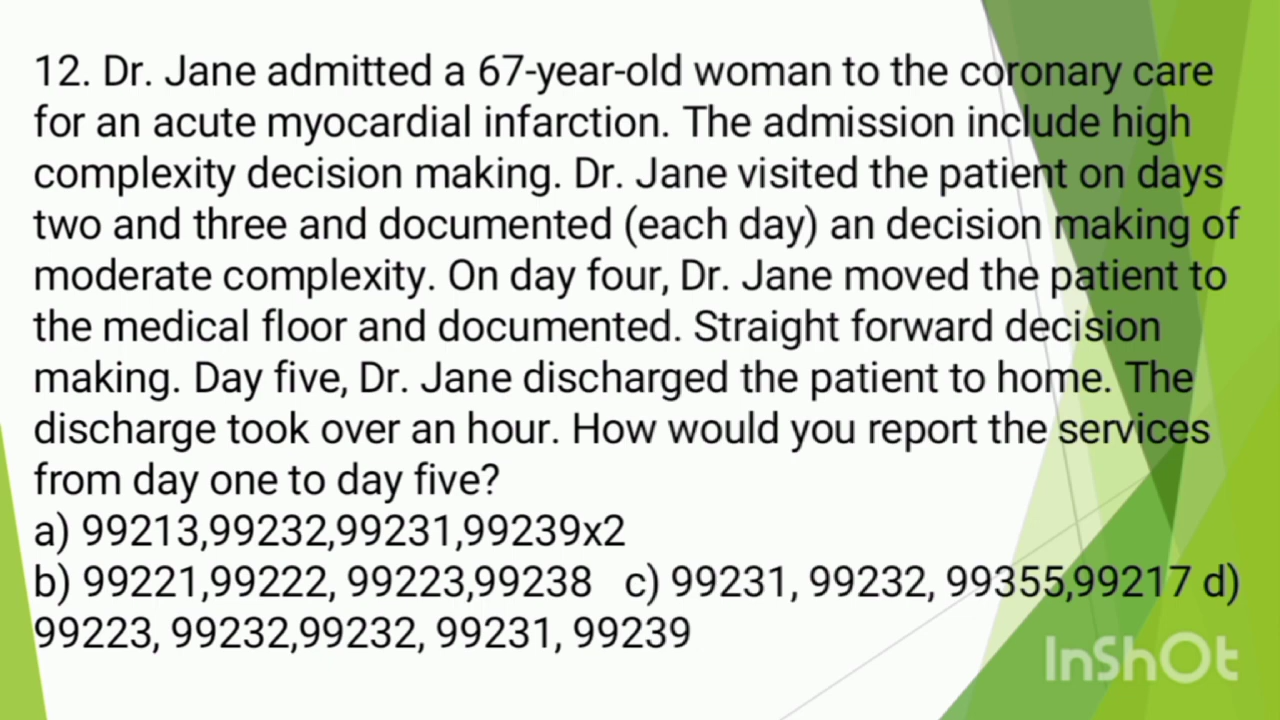 12. Dr. Jane admitted a 67-year-old woman to the coronary care
for an acute myocardial infarction. The admission include high
complexity decision making. Dr. Jane visited the patient on days
two and three and documented (each day) an decision making of
moderate complexity. On day four, Dr. Jane moved the patient to
the medical floor and documented. Straight forward decision
making. Day five, Dr. Jane discharged the patient to home. The
discharge took over an hour. How would you report the services
from day one to day five?
a) 99213,99232,99231,99239x2
b) 99221,99222, 99223,99238 c) 99231, 99232, 99355,99217 d)
99223, 99232,99232, 99231, 99239
InShOt